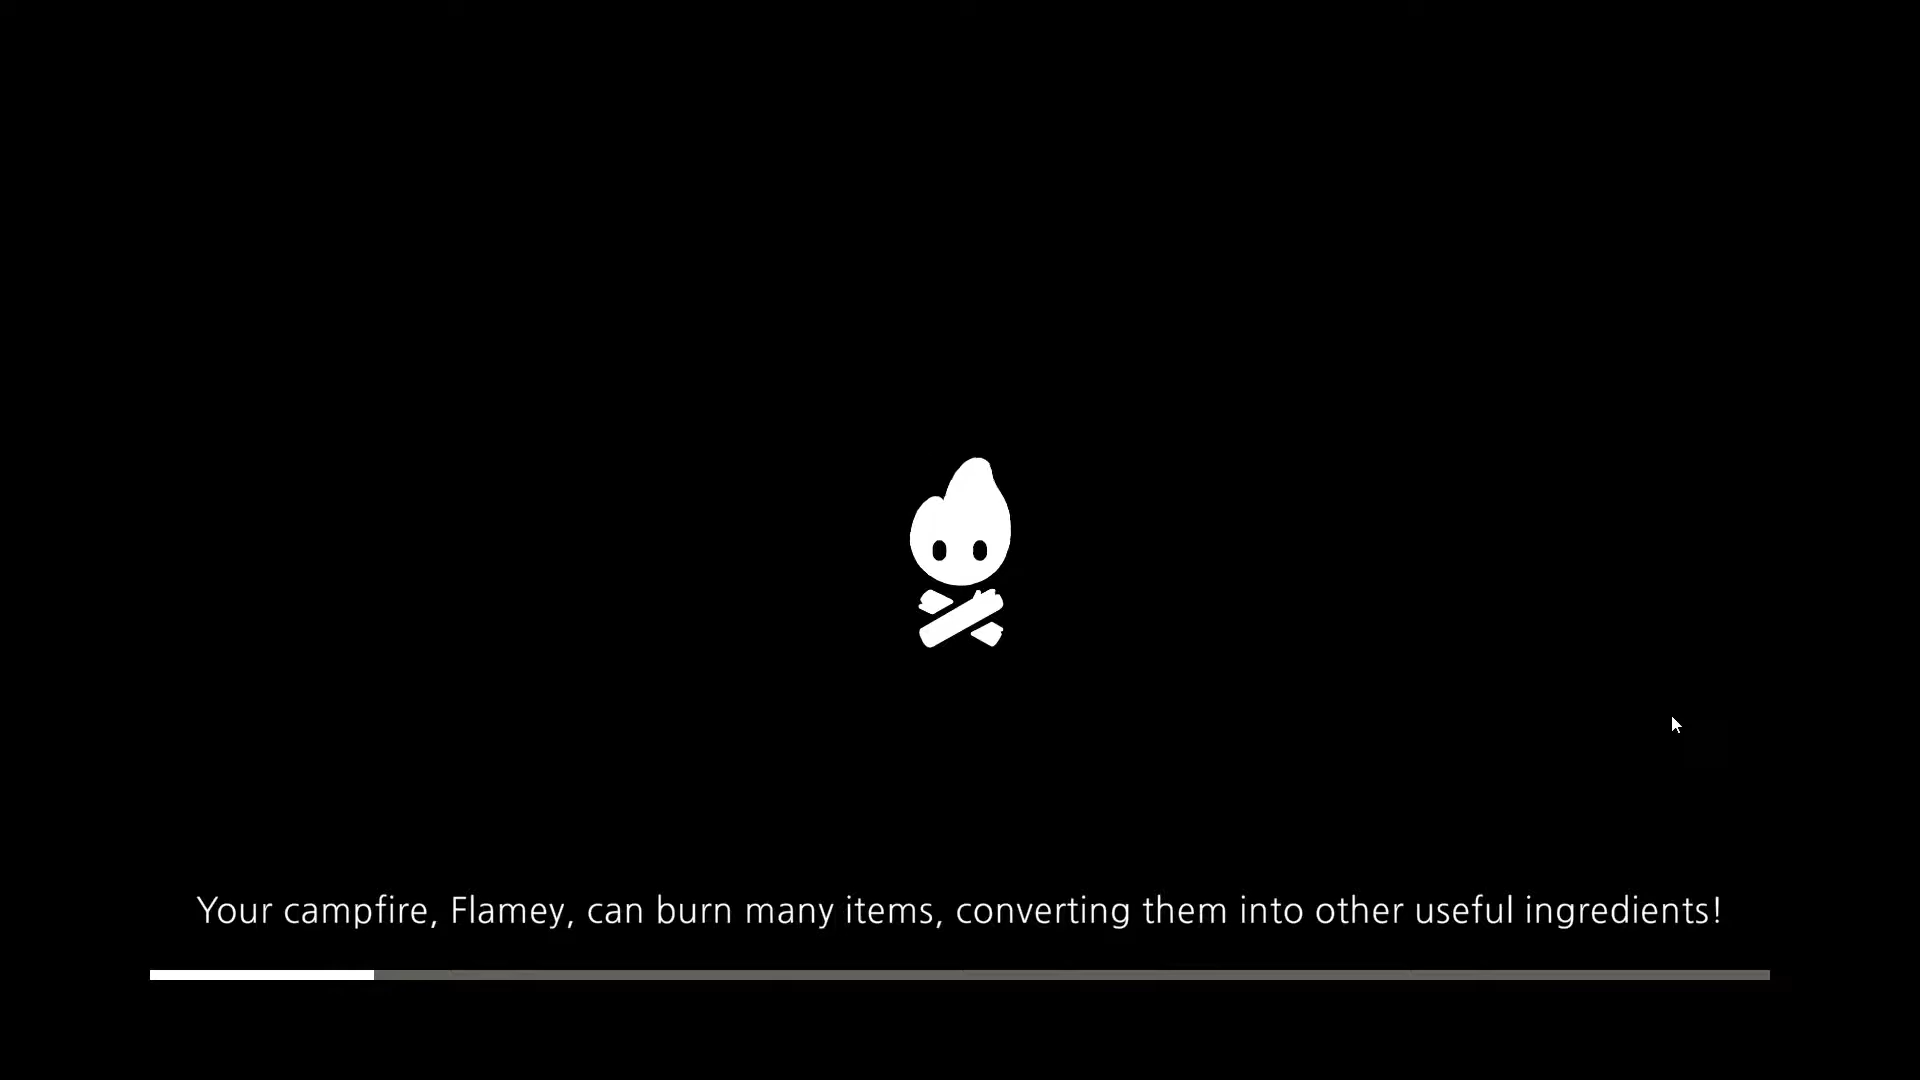 Your campfire, Flamey, can burn many items, converting them into other useful ingredients!